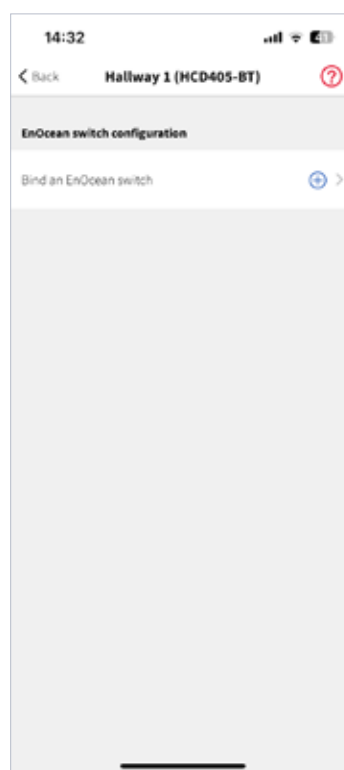 14:32
Back Hallway 1 (HCD405-BT) ?
EnOcean switch configuration
Bind an EnOcean switch